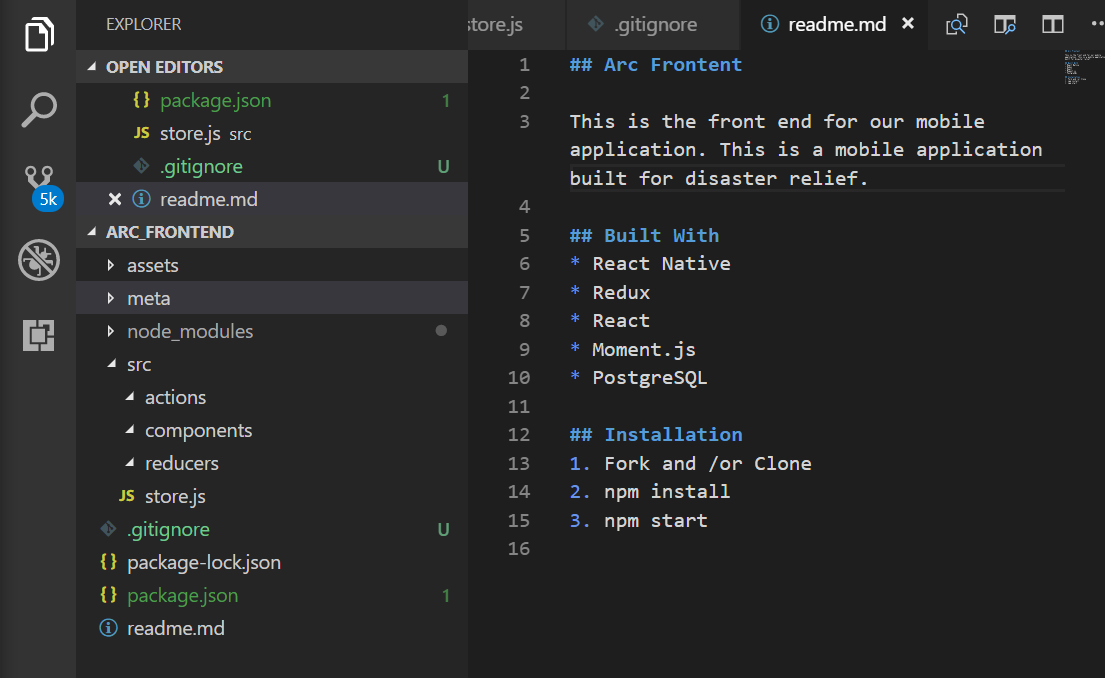 EXPLORER
OPEN EDITORS
{} package.json 1
JS store.js src
.gitignore U
readme.md
ARC_FRONTEND
assets
meta
node_modules
src
actions
components
reducers
JS store.js
.gitignore U
{} package-lock.json
{} package.json 1
readme.md
5k
store.js .gitignore readme.md
1 ## Arc Frontent
2
3 This is the front end for our mobile
application. This is a mobile application
built for disaster relief.
4
5 ## Built With
6 * React Native
7 * Redux
8 * React
9 * Moment.js
10 * PostgreSQL
11
12 ## Installation
13 1. Fork and /or Clone
14 2. npm install
15 3. npm start
16